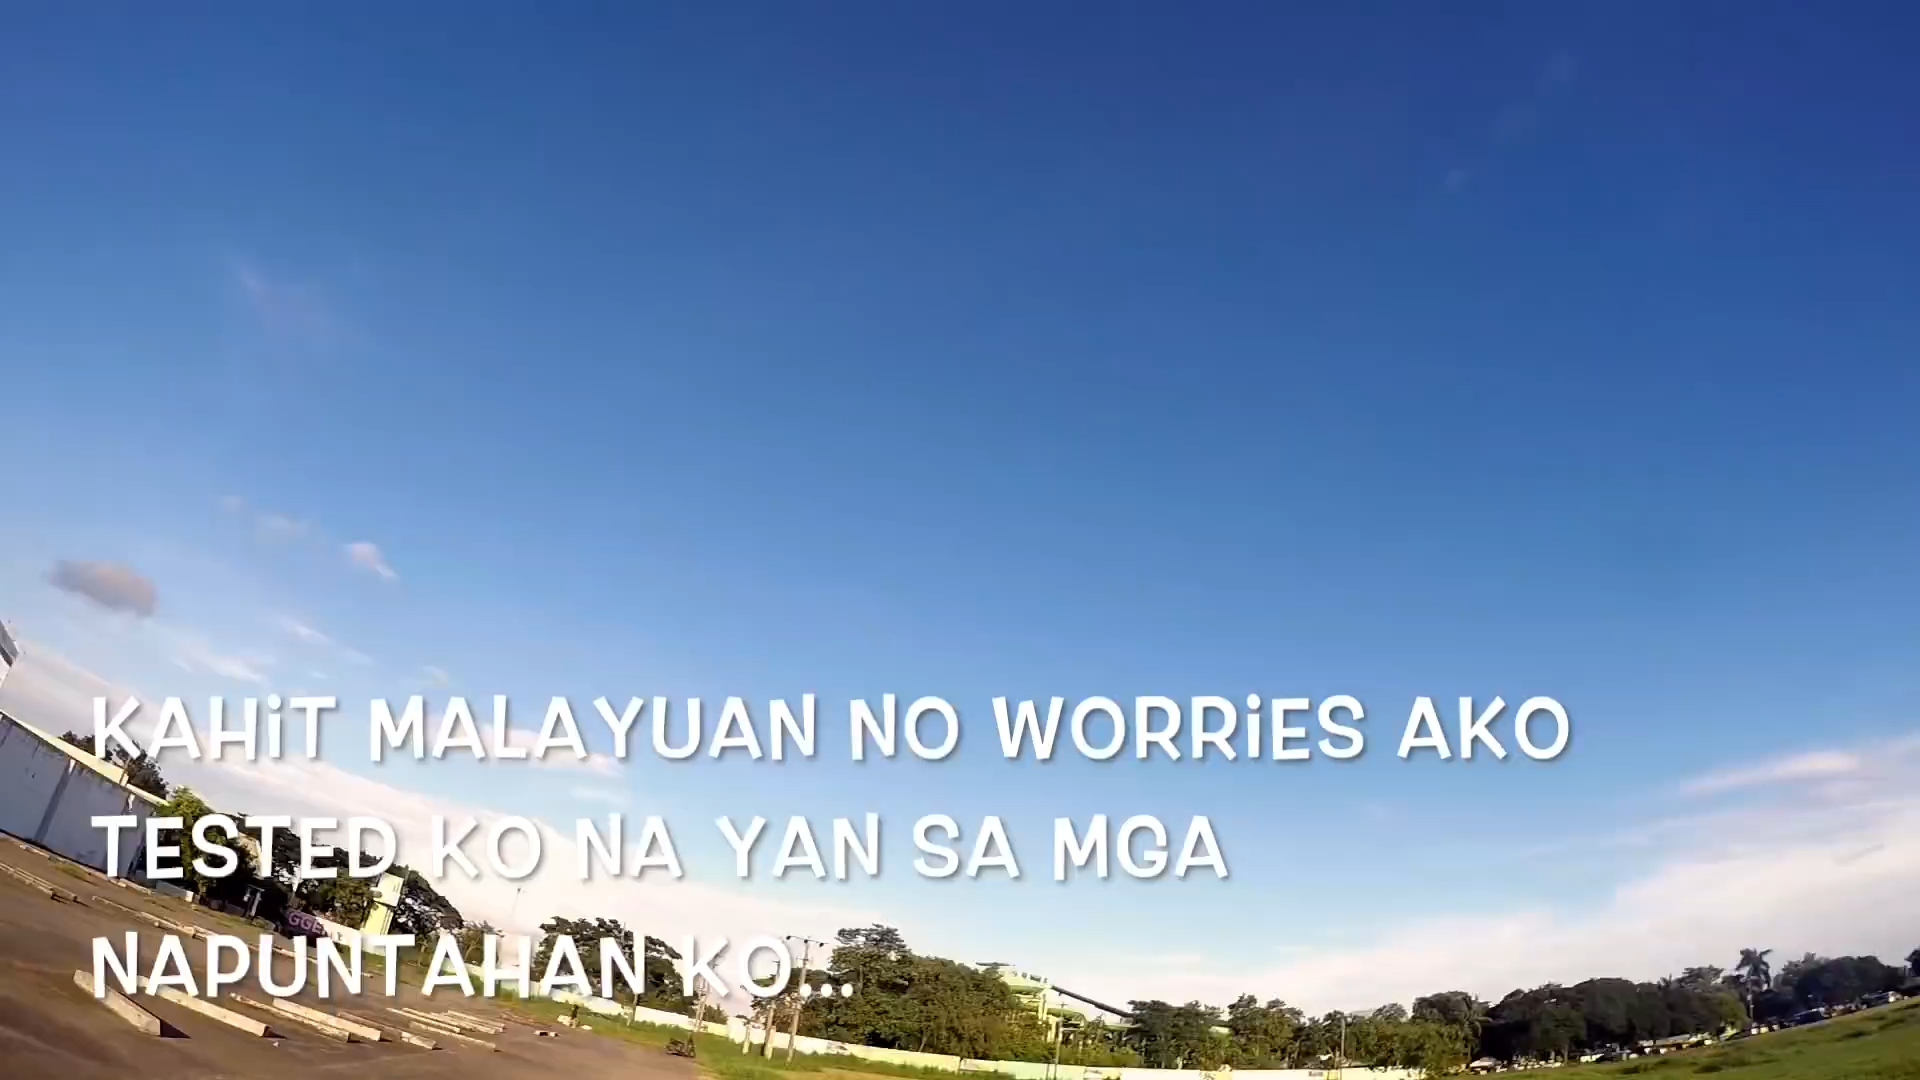 KAHiT MALAYUAN NO WORRiES AKO
TESTED KO NA YAN SA MGA
NAPUNTAHAN KO...